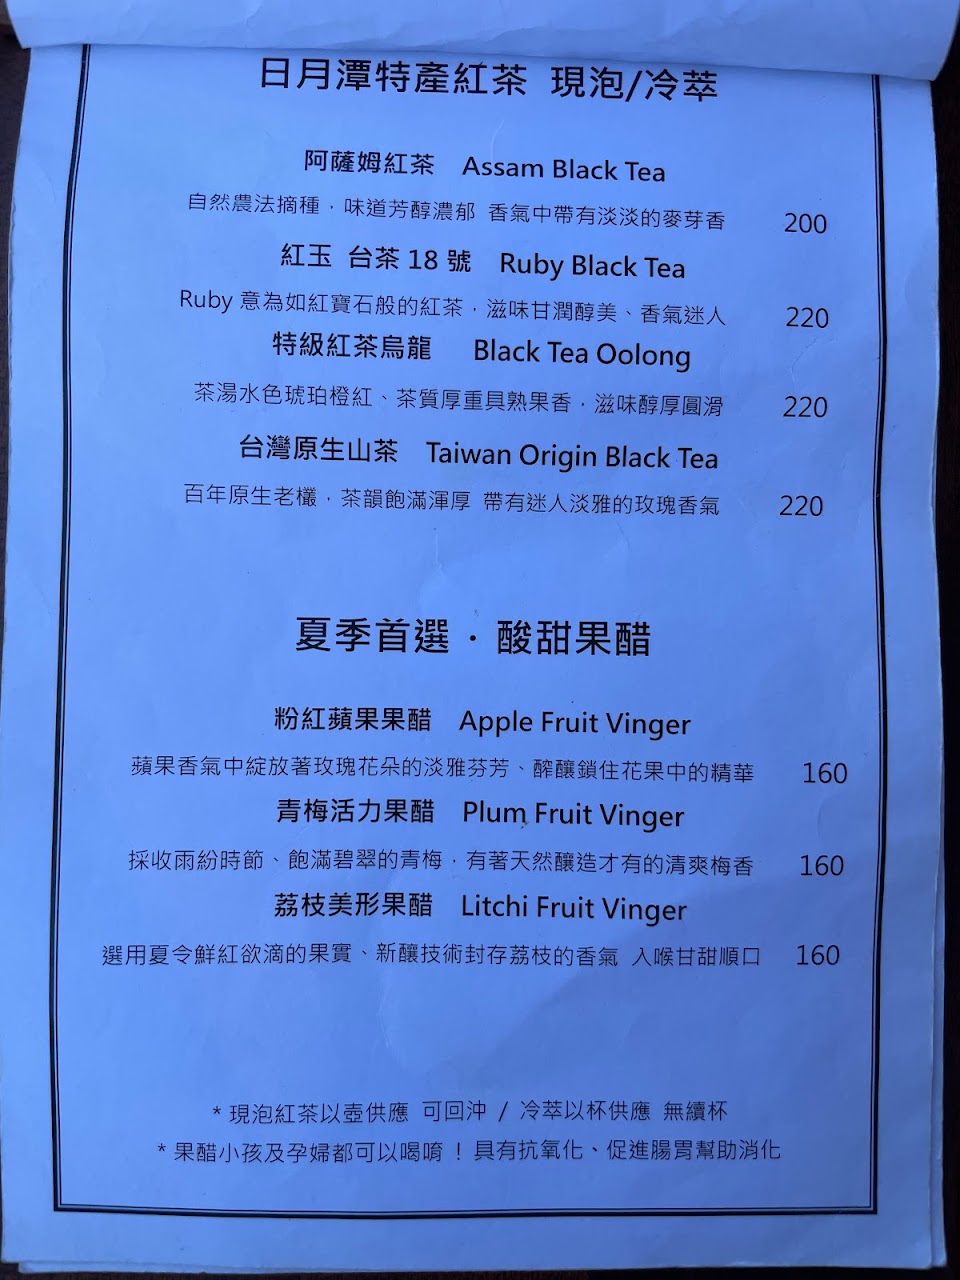 日月潭特產紅茶 現泡/冷萃
阿薩姆紅茶 Assam Black Tea
自然農法摘種，味道芳醇濃郁 香氣中帶有淡淡的麥芽香 200
紅玉 台茶 18 號 Ruby Black Tea
Ruby 意為如紅寶石般的紅茶，滋味甘潤醇美、香氣迷人 220
特級紅茶烏龍 Black Tea Oolong
茶湯水色琥珀橙紅、茶質厚重具熟果香，滋味醇厚圓滑 220
台灣原生山茶 Taiwan Origin Black Tea
百年原生老欉，茶韻飽滿渾厚 帶有迷人淡雅的玫瑰香氣 220
夏季首選．酸甜果醋
粉紅蘋果果醋 Apple Fruit Vinger
蘋果香氣中綻放著玫瑰花朵的淡雅芬芳、醡釀鎖住花果中的精華 160
青梅活力果醋 Plum Fruit Vinger
採收雨紛時節、飽滿碧翠的青梅，有著天然釀造才有的清爽梅香 160
荔枝美形果醋 Litchi Fruit Vinger
選用夏令鮮紅欲滴的果實、新釀技術封存荔枝的香氣 入喉甘甜順口 160
* 現泡紅茶以壺供應 可回沖 / 冷萃以杯供應 無續杯
* 果醋小孩及孕婦都可以喝唷！具有抗氧化、促進腸胃幫助消化